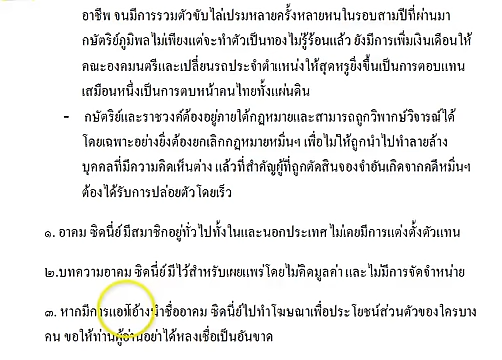 อาชีพ จนมีการรวมตัวขับไล่เปรมหลายครั้งหลายหนในรอบสามปีที่ผ่านมา
กษัตริย์ภูมิพลไม่เพียงแต่จะทำตัวเป็นทองไม่รู้ร้อนแล้ว ยังมีการเพิ่มเงินเดือนให้
คณะองคมนตรีและเปลี่ยนรถประจำตำแหน่งให้สุดหรูยิ่งขึ้นเป็นการตอบแทน
เสมือนหนึ่งเป็นการตบหน้าคนไทยทั้งแผ่นดิน
- กษัตริย์และราชวงค์ต้องอยู่ภายใต้กฎหมายและสามารถถูกวิพากษ์วิจารณ์ได้
โดยเฉพาะอย่างยิ่งต้องยกเลิกกฎหมายหมิ่นฯ เพื่อไม่ให้ถูกนำไปทำลายล้าง
บุคคลที่มีความคิดเห็นต่าง แล้วที่สำคัญผู้ที่ถูกตัดสินจองจำอันเกิดจากคดีหมิ่นฯ
ต้องได้รับการปล่อยตัวโดยเร็ว
๑. อาคม ซิดนี่ย์ มีสมาชิกอยู่ทั่วไปทั้งในและนอกประเทศ ไม่เคยมีการแต่งตั้งตัวแทน
๒.บทความอาคม ซิดนี่ย์ มีไว้สำหรับเผยแพร่โดยไม่คิดมูลค่า และไม่มีการจัดจำหน่าย
๓. หากมีการแอบอ้างนำชื่ออาคม ซิดนี่ย์ไปทำโฆษณาเพื่อประโยชน์ส่วนตัวของใครบาง
คน ขอให้ท่านผู้อ่านอย่าได้หลงเชื่อเป็นอันขาด